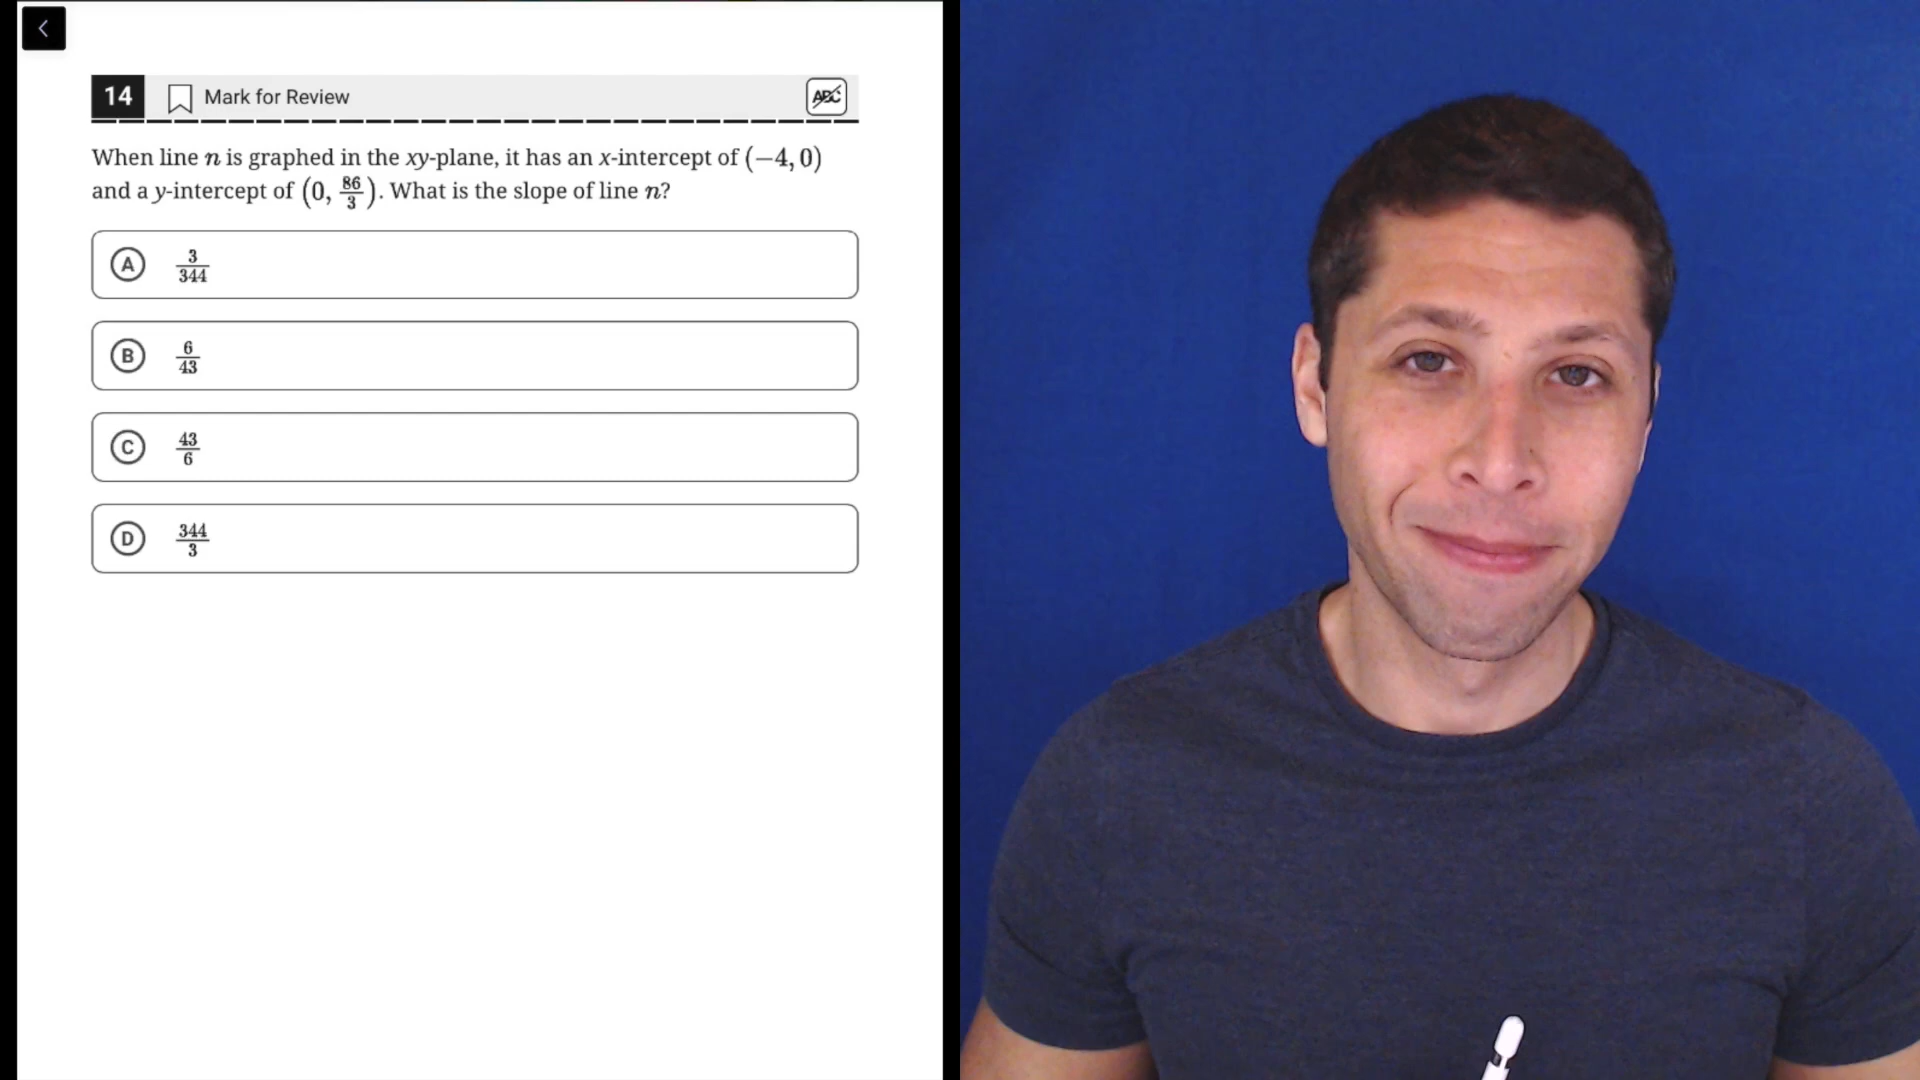 14 Mark for Review ABC
When line n is graphed in the xy-plane, it has an x-intercept of (−4, 0)
and a y-intercept of (0, 86/3). What is the slope of line n?
A 3/344
B 6/43
C 43/6
D 344/3